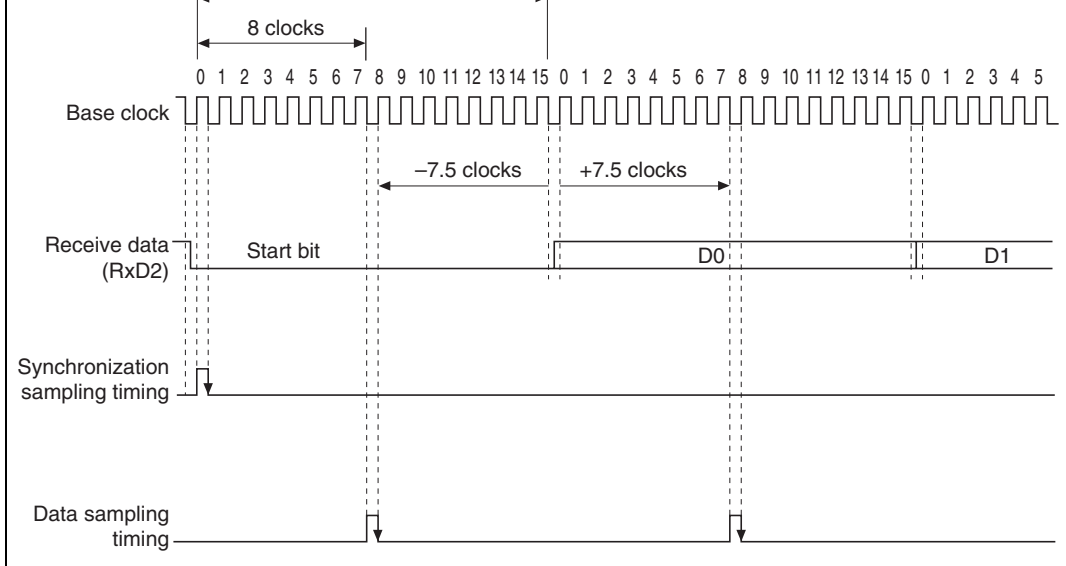 8 clocks
0 1 2 3 4 5 6 7 8 9 10 11 12 13 14 15 0 1 2 3 4 5 6 7 8 9 10 11 12 13 14 15 0 1 2 3 4 5
Base clock
–7.5 clocks +7.5 clocks
Receive data
(RxD2)
Start bit D0 D1
Synchronization
sampling timing
Data sampling
timing